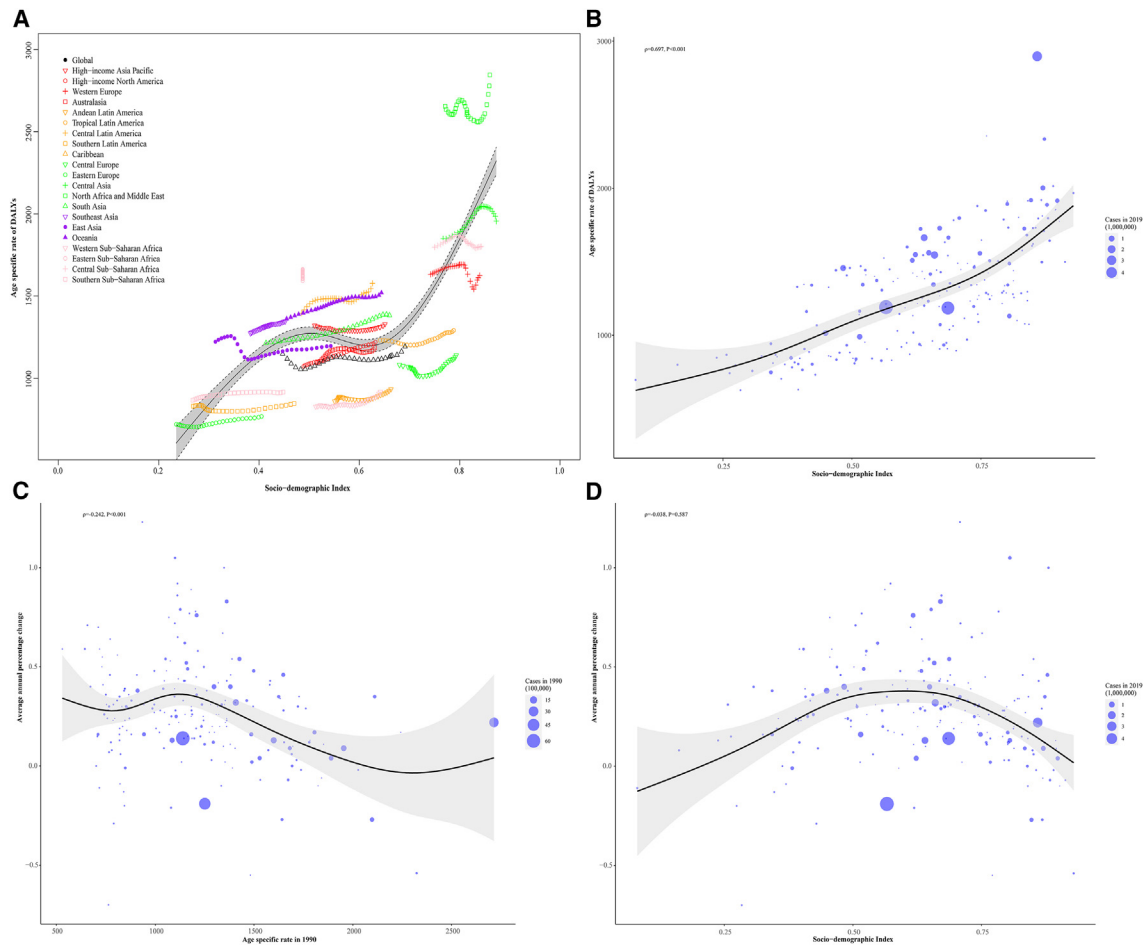 A
Age specific rate of DALYs
3000
2500
2000
1500
1000
Global
High-income Asia Pacific
High-income North America
Western Europe
Australasia
Andean Latin America
Tropical Latin America
Central Latin America
Southern Latin America
Caribbean
Central Europe
Eastern Europe
Central Asia
North Africa and Middle East
South Asia
Southeast Asia
East Asia
Oceania
Western Sub-Saharan Africa
Eastern Sub-Saharan Africa
Central Sub-Saharan Africa
Southern Sub-Saharan Africa
0.0 0.2 0.4 0.6 0.8 1.0
Socio-demographic Index
B
ρ=0.697, P<0.001
Age specific rate of DALYs
3000
2000
1000
0.25 0.50 0.75
Socio-demographic Index
Cases in 2019
(1,000,000)
1
2
3
4
C
ρ=-0.242, P<0.001
Average annual percentage change
1.0
0.5
0.0
-0.5
500 1000 1500 2000 2500
Age specific rate in 1990
Cases in 1990
(100,000)
15
30
45
60
D
ρ=-0.038, P=0.587
Average annual percentage change
1.0
0.5
0.0
-0.5
0.25 0.50 0.75
Socio-demographic Index
Cases in 2019
(1,000,000)
1
2
3
4